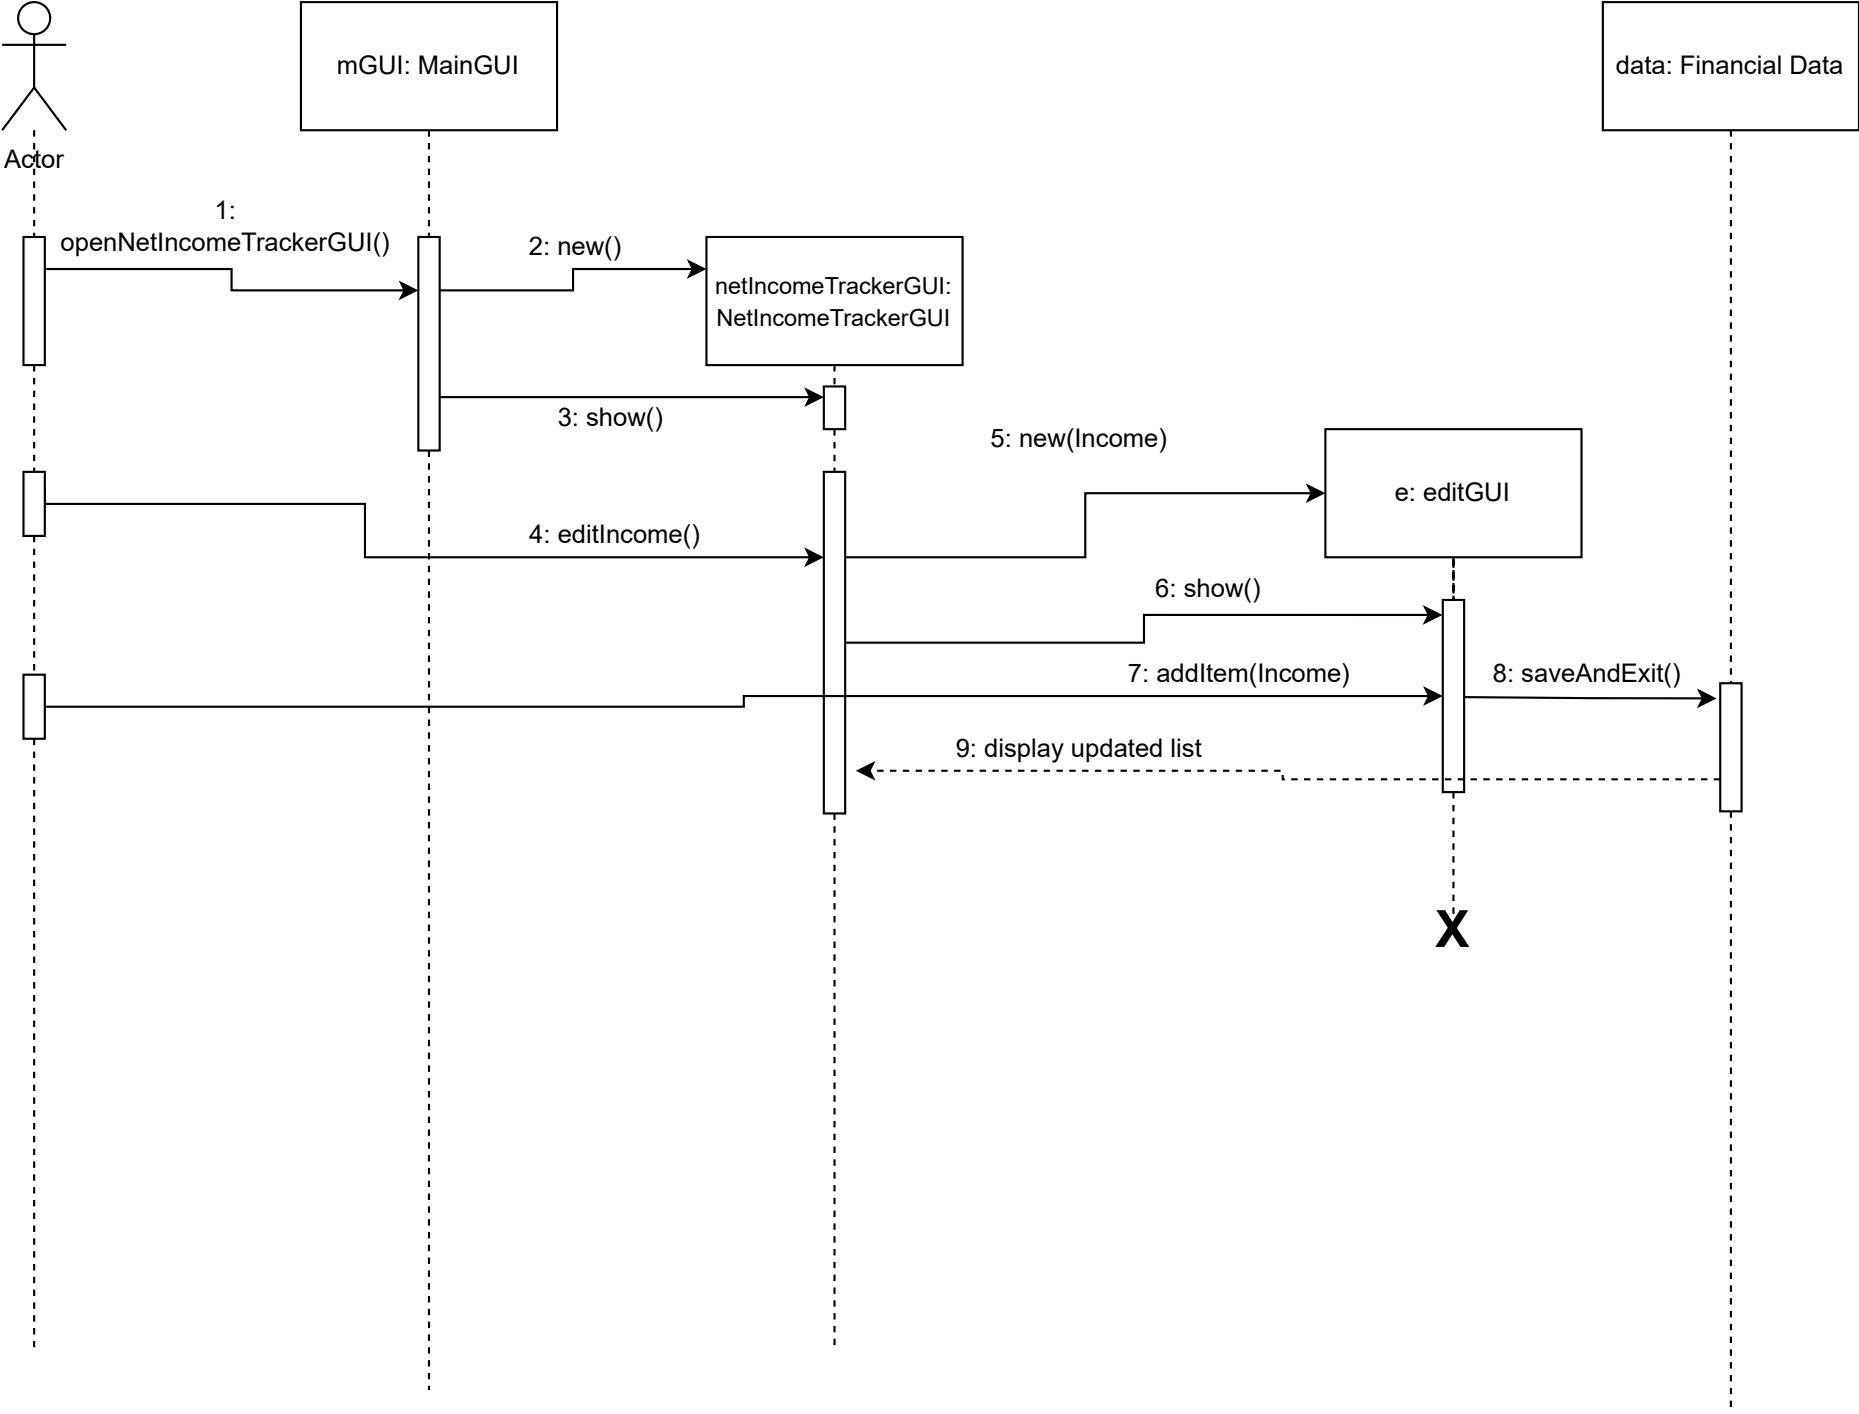 mGUI: MainGUI
data: Financial Data
Actor
1:
openNetIncomeTrackerGUI()
2: new()
netIncomeTrackerGUI:
NetIncomeTrackerGUI
3: show()
5: new(Income)
e: editGUI
4: editIncome()
6: show()
7: addItem(Income)
8: saveAndExit()
9: display updated list
X